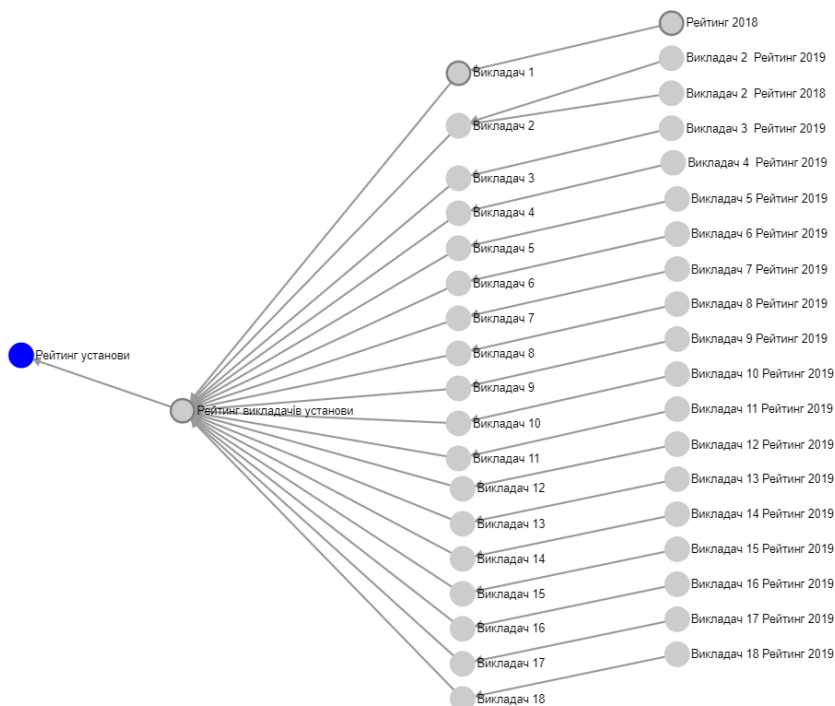 Рейтинг 2018
Викладач 2 Рейтинг 2019
Викладач 1
Викладач 2 Рейтинг 2018
Викладач 2
Викладач 3 Рейтинг 2019
Викладач 4 Рейтинг 2019
Викладач 3
Викладач 5 Рейтинг 2019
Викладач 4
Викладач 6 Рейтинг 2019
Викладач 5
Викладач 7 Рейтинг 2019
Викладач 6
Викладач 8 Рейтинг 2019
Викладач 7
Викладач 9 Рейтинг 2019
Викладач 8
Рейтинг установи
Викладач 10 Рейтинг 2019
Викладач 9
Викладач 11 Рейтинг 2019
Рейтинг викладачів установи
Викладач 10
Викладач 12 Рейтинг 2019
Викладач 11
Викладач 13 Рейтинг 2019
Викладач 12
Викладач 14 Рейтинг 2019
Викладач 13
Викладач 15 Рейтинг 2019
Викладач 14
Викладач 16 Рейтинг 2019
Викладач 15
Викладач 17 Рейтинг 2019
Викладач 16
Викладач 18 Рейтинг 2019
Викладач 17
Викладач 18